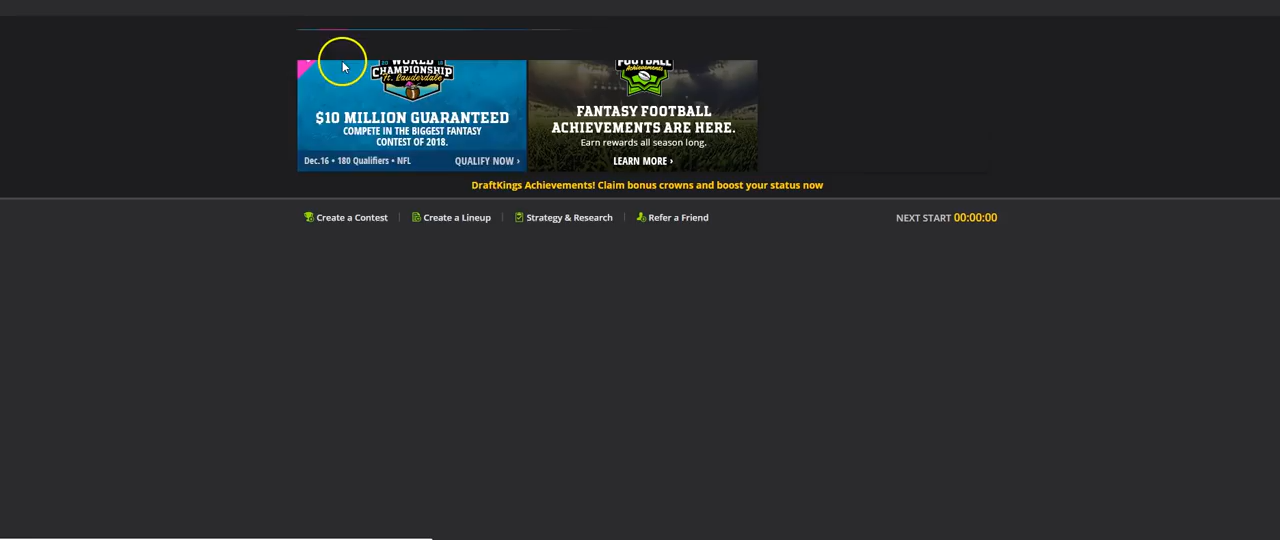 WORLD
CHAMPIONSHIP
Ft. Lauderdale
$10 MILLION GUARANTEED
COMPETE IN THE BIGGEST FANTASY
CONTEST OF 2018.
Dec.16 • 180 Qualifiers • NFL
QUALIFY NOW ›
FOOTBALL
Achievements
FANTASY FOOTBALL
ACHIEVEMENTS ARE HERE.
Earn rewards all season long.
LEARN MORE ›
DraftKings Achievements! Claim bonus crowns and boost your status now
Create a Contest | Create a Lineup | Strategy & Research | Refer a Friend
NEXT START 00:00:00